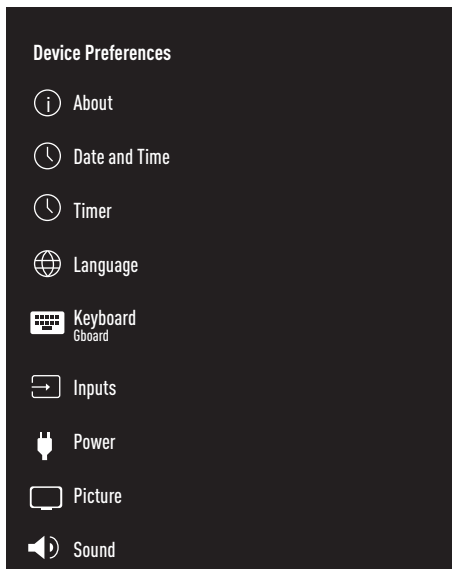 Device Preferences
About
Date and Time
Timer
Language
Keyboard
Gboard
Inputs
Power
Picture
Sound